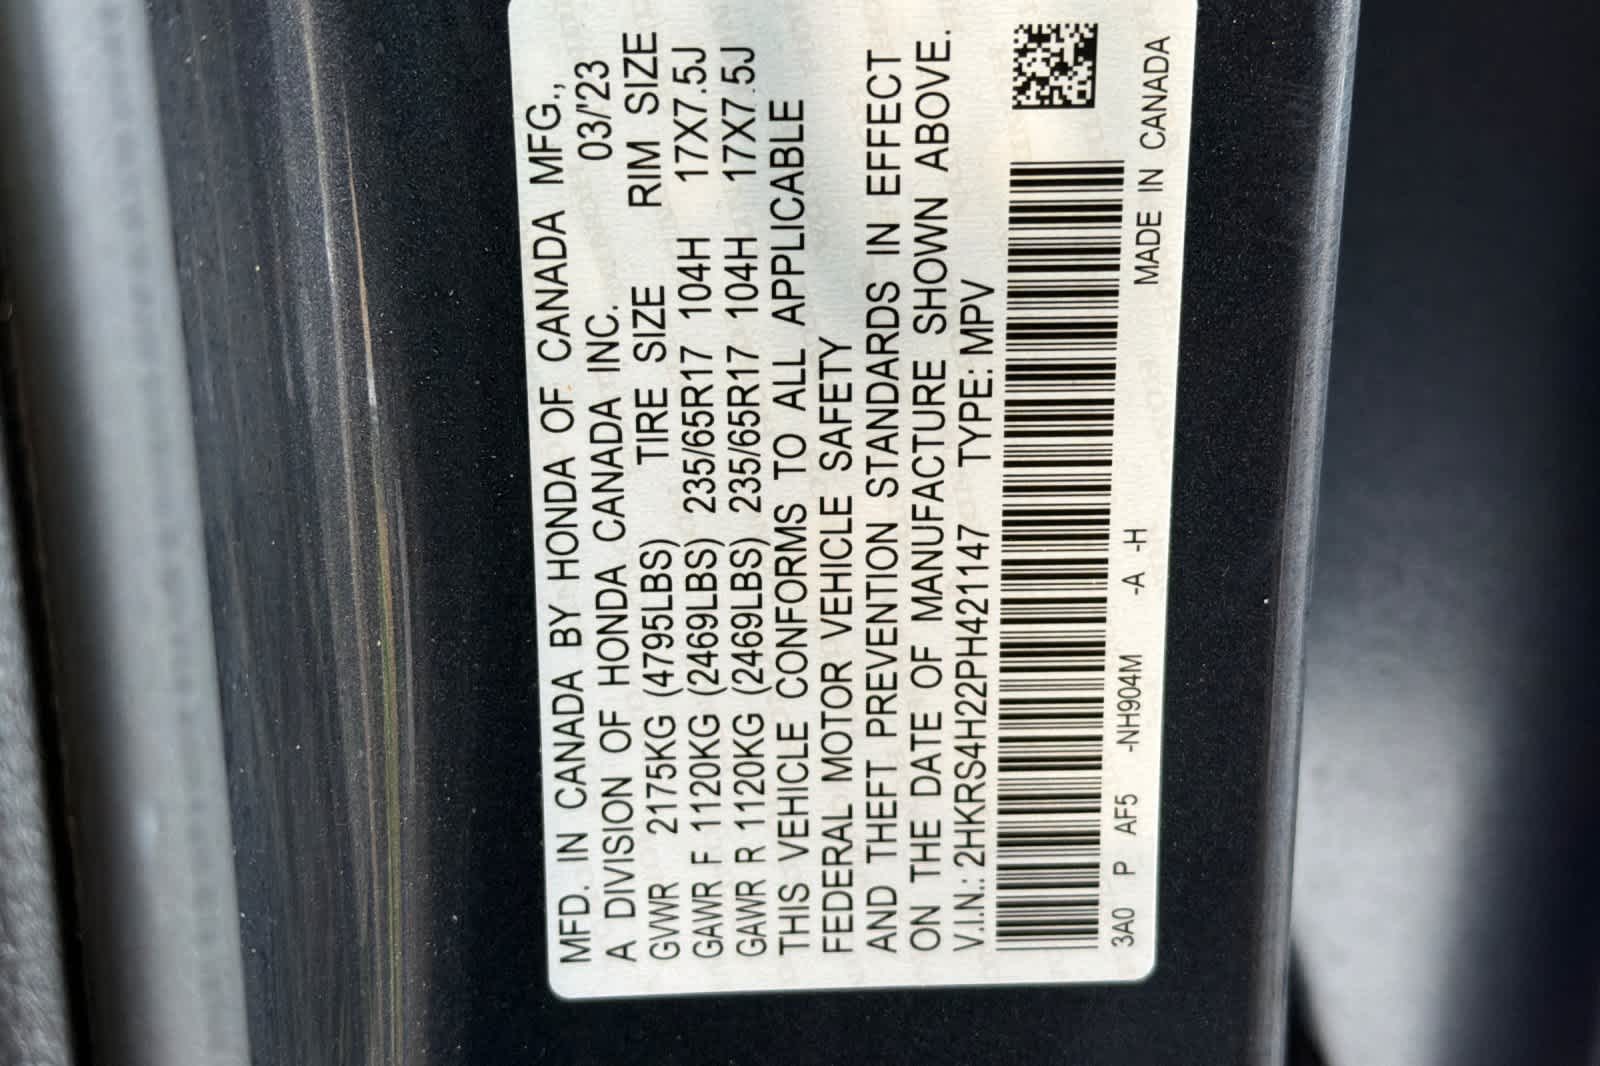 MFD. IN CANADA BY HONDA OF CANADA MFG.,
A DIVISION OF HONDA CANADA INC. 03/'23
GVWR 2175KG (4795LBS) TIRE SIZE RIM SIZE
GAWR F 1120KG (2469LBS) 235/65R17 104H 17X7.5J
GAWR R 1120KG (2469LBS) 235/65R17 104H 17X7.5J
THIS VEHICLE CONFORMS TO ALL APPLICABLE
FEDERAL MOTOR VEHICLE SAFETY
AND THEFT PREVENTION STANDARDS IN EFFECT
ON THE DATE OF MANUFACTURE SHOWN ABOVE.
V.I.N.: 2HKRS4H22PH421147 TYPE: MPV
3A0 P AF5 -NH904M -A -H MADE IN CANADA